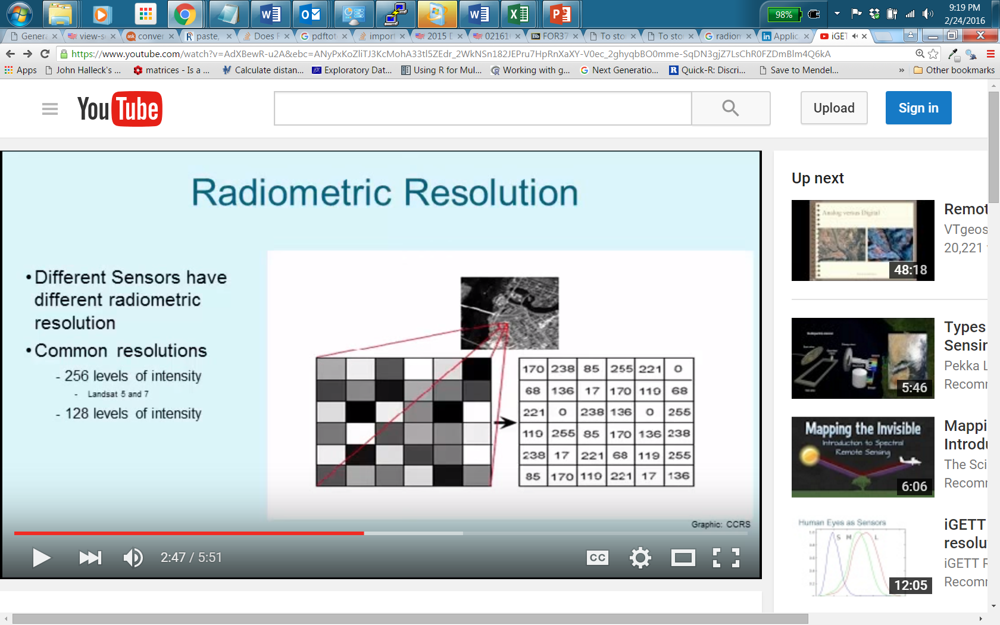 98%
9:19 PM
2/24/2016
Genera
view-s
conver
paste,
Does F
pdftot
import
2015 D
02161
FOR37
To sto
To sto
radion
Applic
iGET
https://www.youtube.com/watch?v=AdXBewR-u2A&ebc=ANyPxKoZliTJ3KcMohA33tl5ZEdr_2WkNSn182JEPru7HpRnXaXY-V0ec_2ghyqbBO0mme-SqDN3gjZ7LsChR0FZDmBlm4Q6kA
Apps
John Halleck's ...
matrices - Is a ...
Calculate distan...
Exploratory Dat...
Using R for Mul...
Working with g...
Next Generatio...
Quick-R: Discri...
Save to Mendel...
»
Other bookmarks
YouTube
Upload
Sign in
Radiometric Resolution
•Different Sensors have
different radiometric
resolution
•Common resolutions
- 256 levels of intensity
- Landsat 5 and 7
- 128 levels of intensity
170 238 85 255 221 0
68 136 17 170 119 68
221 0 238 136 0 255
119 255 85 170 136 238
238 17 221 68 119 255
85 170 119 221 17 136
Graphic: CCRS
2:47 / 5:51
CC
Up next
Analog versus Digital
48:18
Remot
VTgeos
20,221
5:46
Types
Sensin
Pekka L
Recomm
Mapping the Invisible
Introduction to Spectral
Remote Sensing
6:06
Mappi
Introdu
The Sci
Recomm
Human Eyes as Sensors
S M L
12:05
iGETT
resolu
iGETT R
Recomm